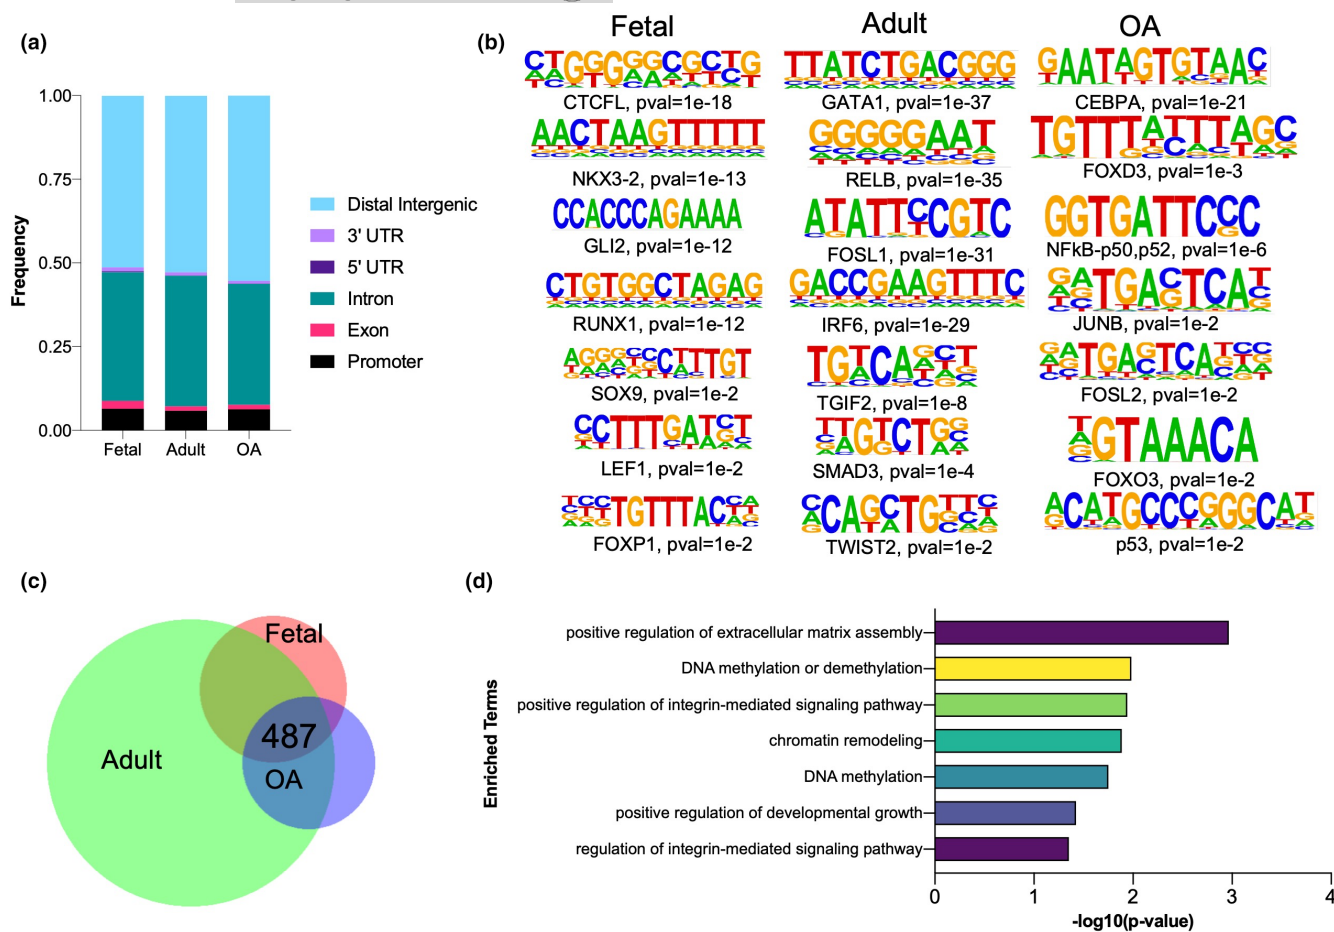 (a)
Frequency
1.00
0.75
0.50
0.25
0.00
Fetal
Adult
OA
Distal Intergenic
3' UTR
5' UTR
Intron
Exon
Promoter
(b)
Fetal
Adult
OA
CTCFL, pval=1e-18
GATA1, pval=1e-37
CEBPA, pval=1e-21
AACTAAGTTTTT
NKX3-2, pval=1e-13
RELB, pval=1e-35
FOXD3, pval=1e-3
CCACCCAGAAAA
GLI2, pval=1e-12
FOSL1, pval=1e-31
GGTGATTCCC
NFkB-p50,p52, pval=1e-6
CTGTGGCTAGAG
RUNX1, pval=1e-12
GACCGAAGTTTC
IRF6, pval=1e-29
JUNB, pval=1e-2
SOX9, pval=1e-2
TGIF2, pval=1e-8
FOSL2, pval=1e-2
LEF1, pval=1e-2
SMAD3, pval=1e-4
FOXO3, pval=1e-2
FOXP1, pval=1e-2
TWIST2, pval=1e-2
p53, pval=1e-2
(c)
Fetal
487
Adult
OA
(d)
Enriched Terms
positive regulation of extracellular matrix assembly
DNA methylation or demethylation
positive regulation of integrin-mediated signaling pathway
chromatin remodeling
DNA methylation
positive regulation of developmental growth
regulation of integrin-mediated signaling pathway
0
1
2
3
4
-log10(p-value)